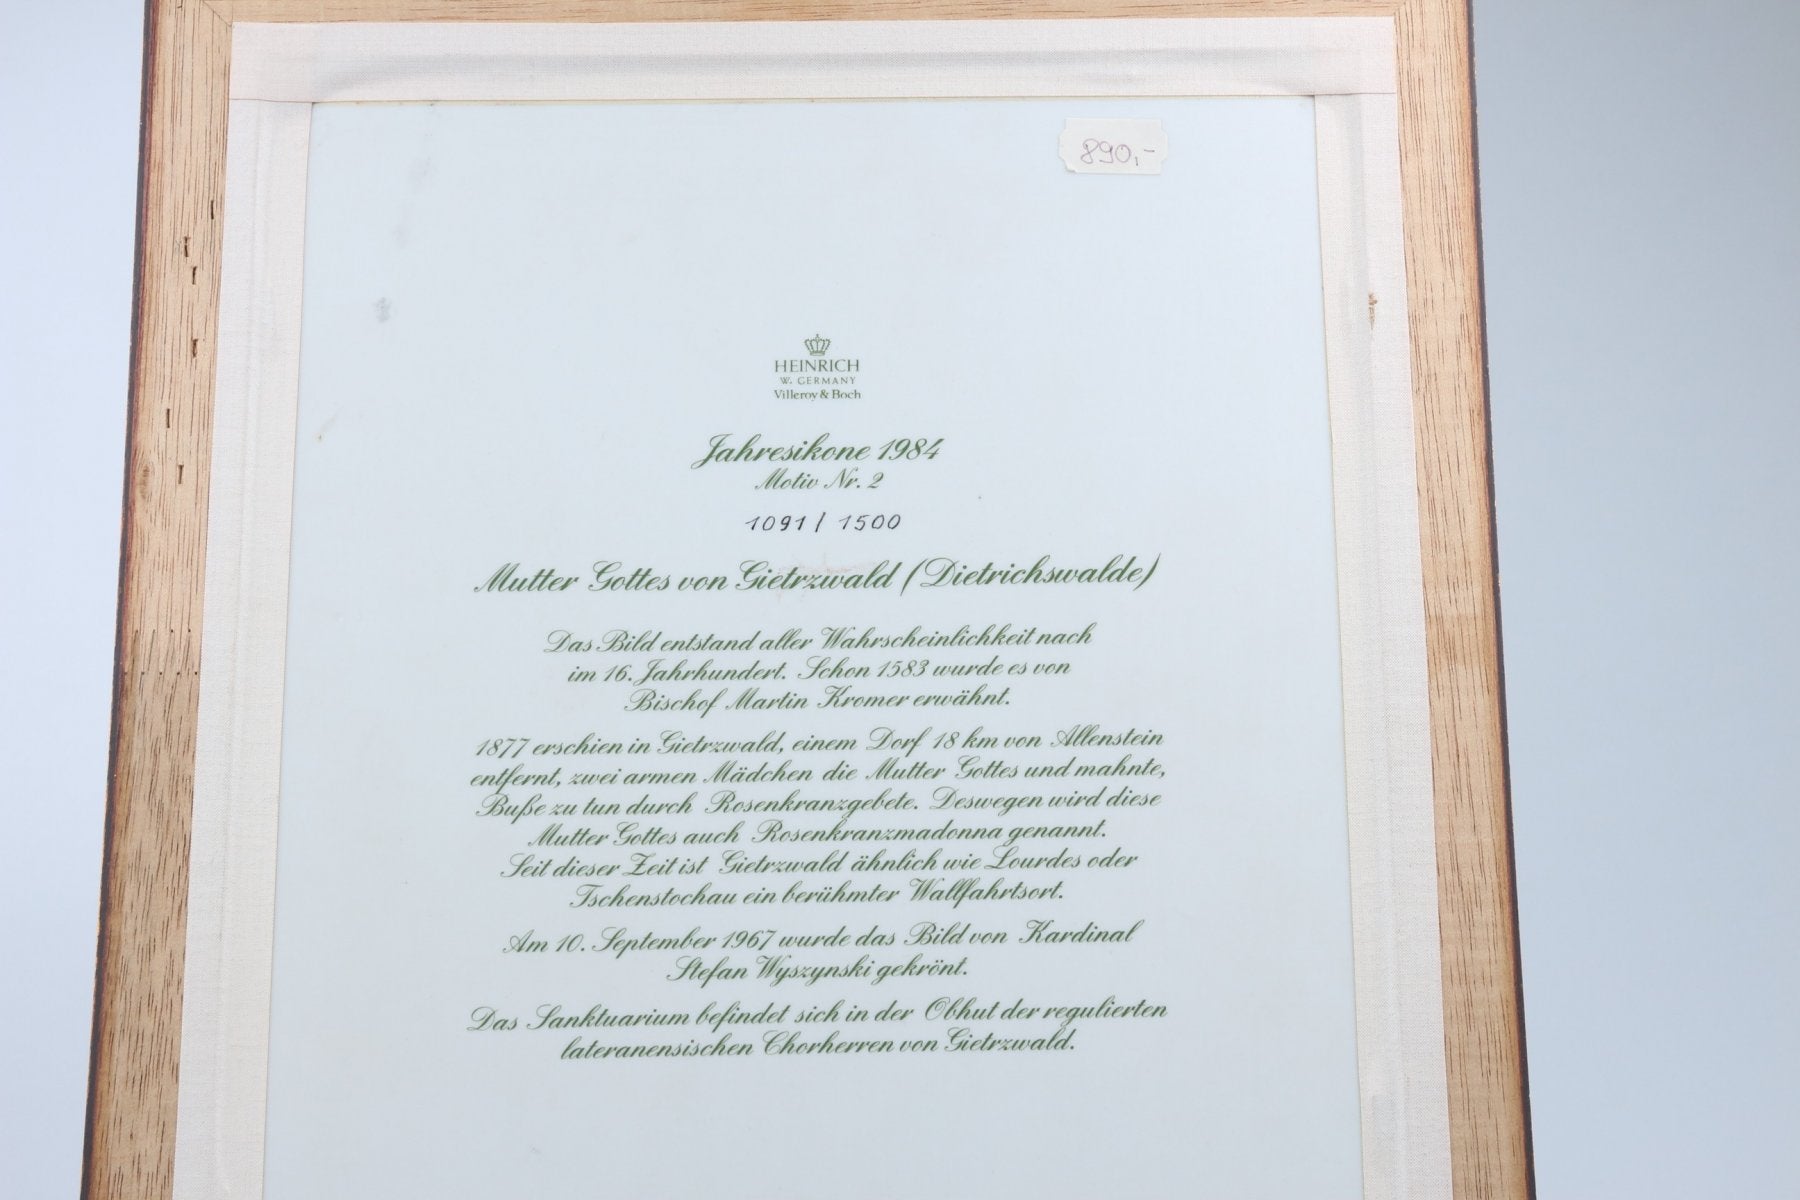 890,-
HEINRICH
W. GERMANY
Villeroy & Boch
Jahresikone 1984
Motiv Nr. 2
1091 / 1500
Mutter Gottes von Gietrzwald (Dietrichswalde)
Das Bild entstand aller Wahrscheinlichkeit nach
im 16. Jahrhundert. Schon 1583 wurde es von
Bischof Martin Kromer erwähnt.
1877 erschien in Gietrzwald, einem Dorf 18 km von Allenstein
entfernt, zwei armen Mädchen die Mutter Gottes und mahnte,
Buße zu tun durch Rosenkranzgebete. Deswegen wird diese
Mutter Gottes auch Rosenkranzmadonna genannt.
Seit dieser Zeit ist Gietrzwald ähnlich wie Lourdes oder
Tschenstochau ein berühmter Wallfahrtsort.
Am 10. September 1967 wurde das Bild von Kardinal
Stefan Wyszynski gekrönt.
Das Sanktuarium befindet sich in der Obhut der regulierten
lateranensischen Chorherren von Gietrzwald.